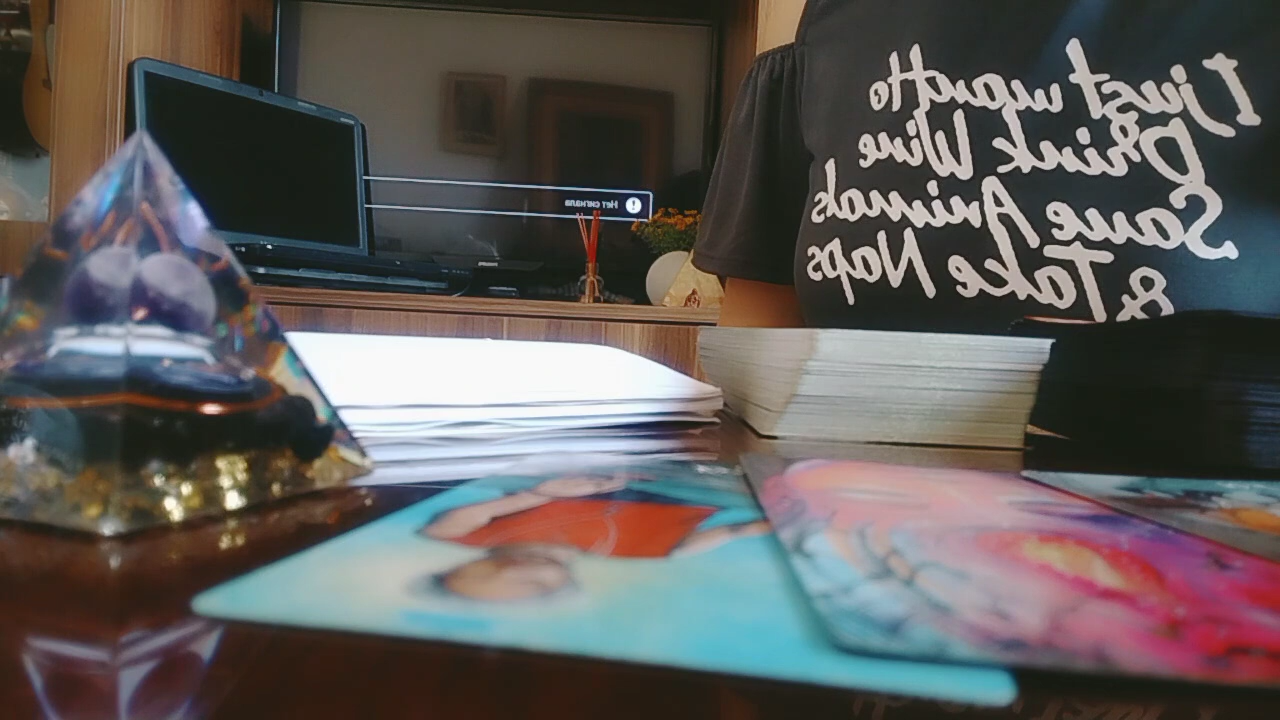 I just want to
Drink Wine
Save Animals
& Take Naps
Нет сигнала